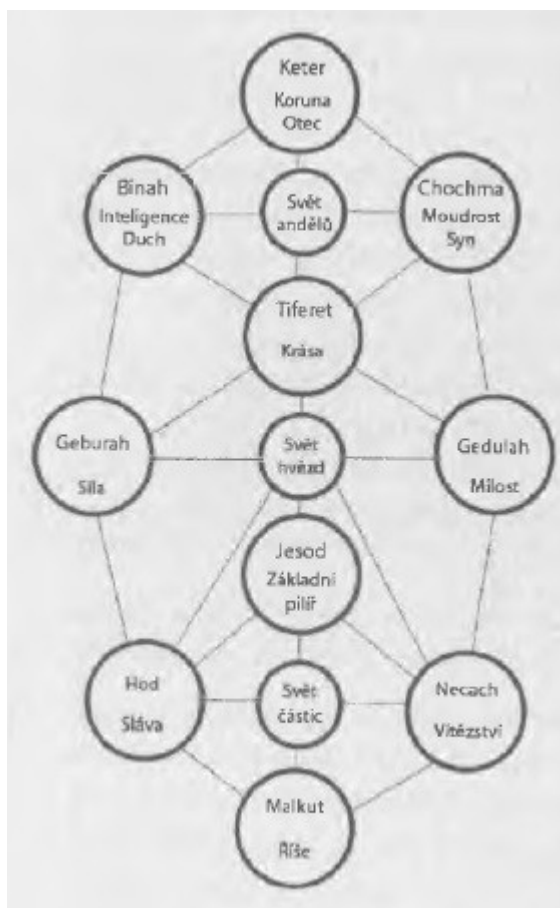 Keter
Koruna
Otec
Binah
Inteligence
Duch
Svět
andělů
Chochma
Moudrost
Syn
Tiferet
Krása
Geburah
Síla
Svět
hvězd
Gedulah
Milost
Jesod
Základní
pilíř
Hod
Sláva
Svět
částic
Necach
Vítězství
Malkut
Říše